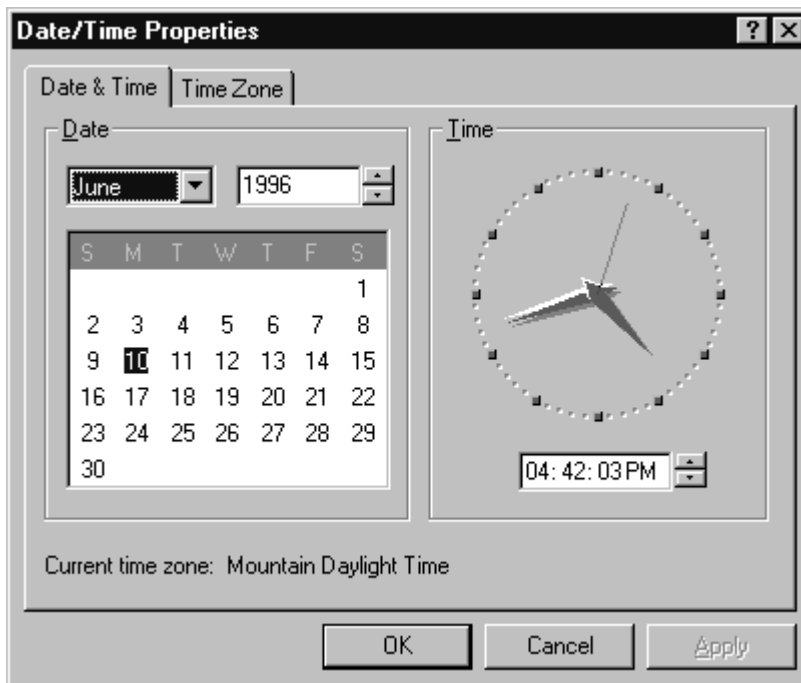 Date/Time Properties
Date & Time Time Zone
Date
June 1996
S M T W T F S
1
2 3 4 5 6 7 8
9 10 11 12 13 14 15
16 17 18 19 20 21 22
23 24 25 26 27 28 29
30
Time
04: 42: 03 PM
Current time zone: Mountain Daylight Time
OK Cancel Apply